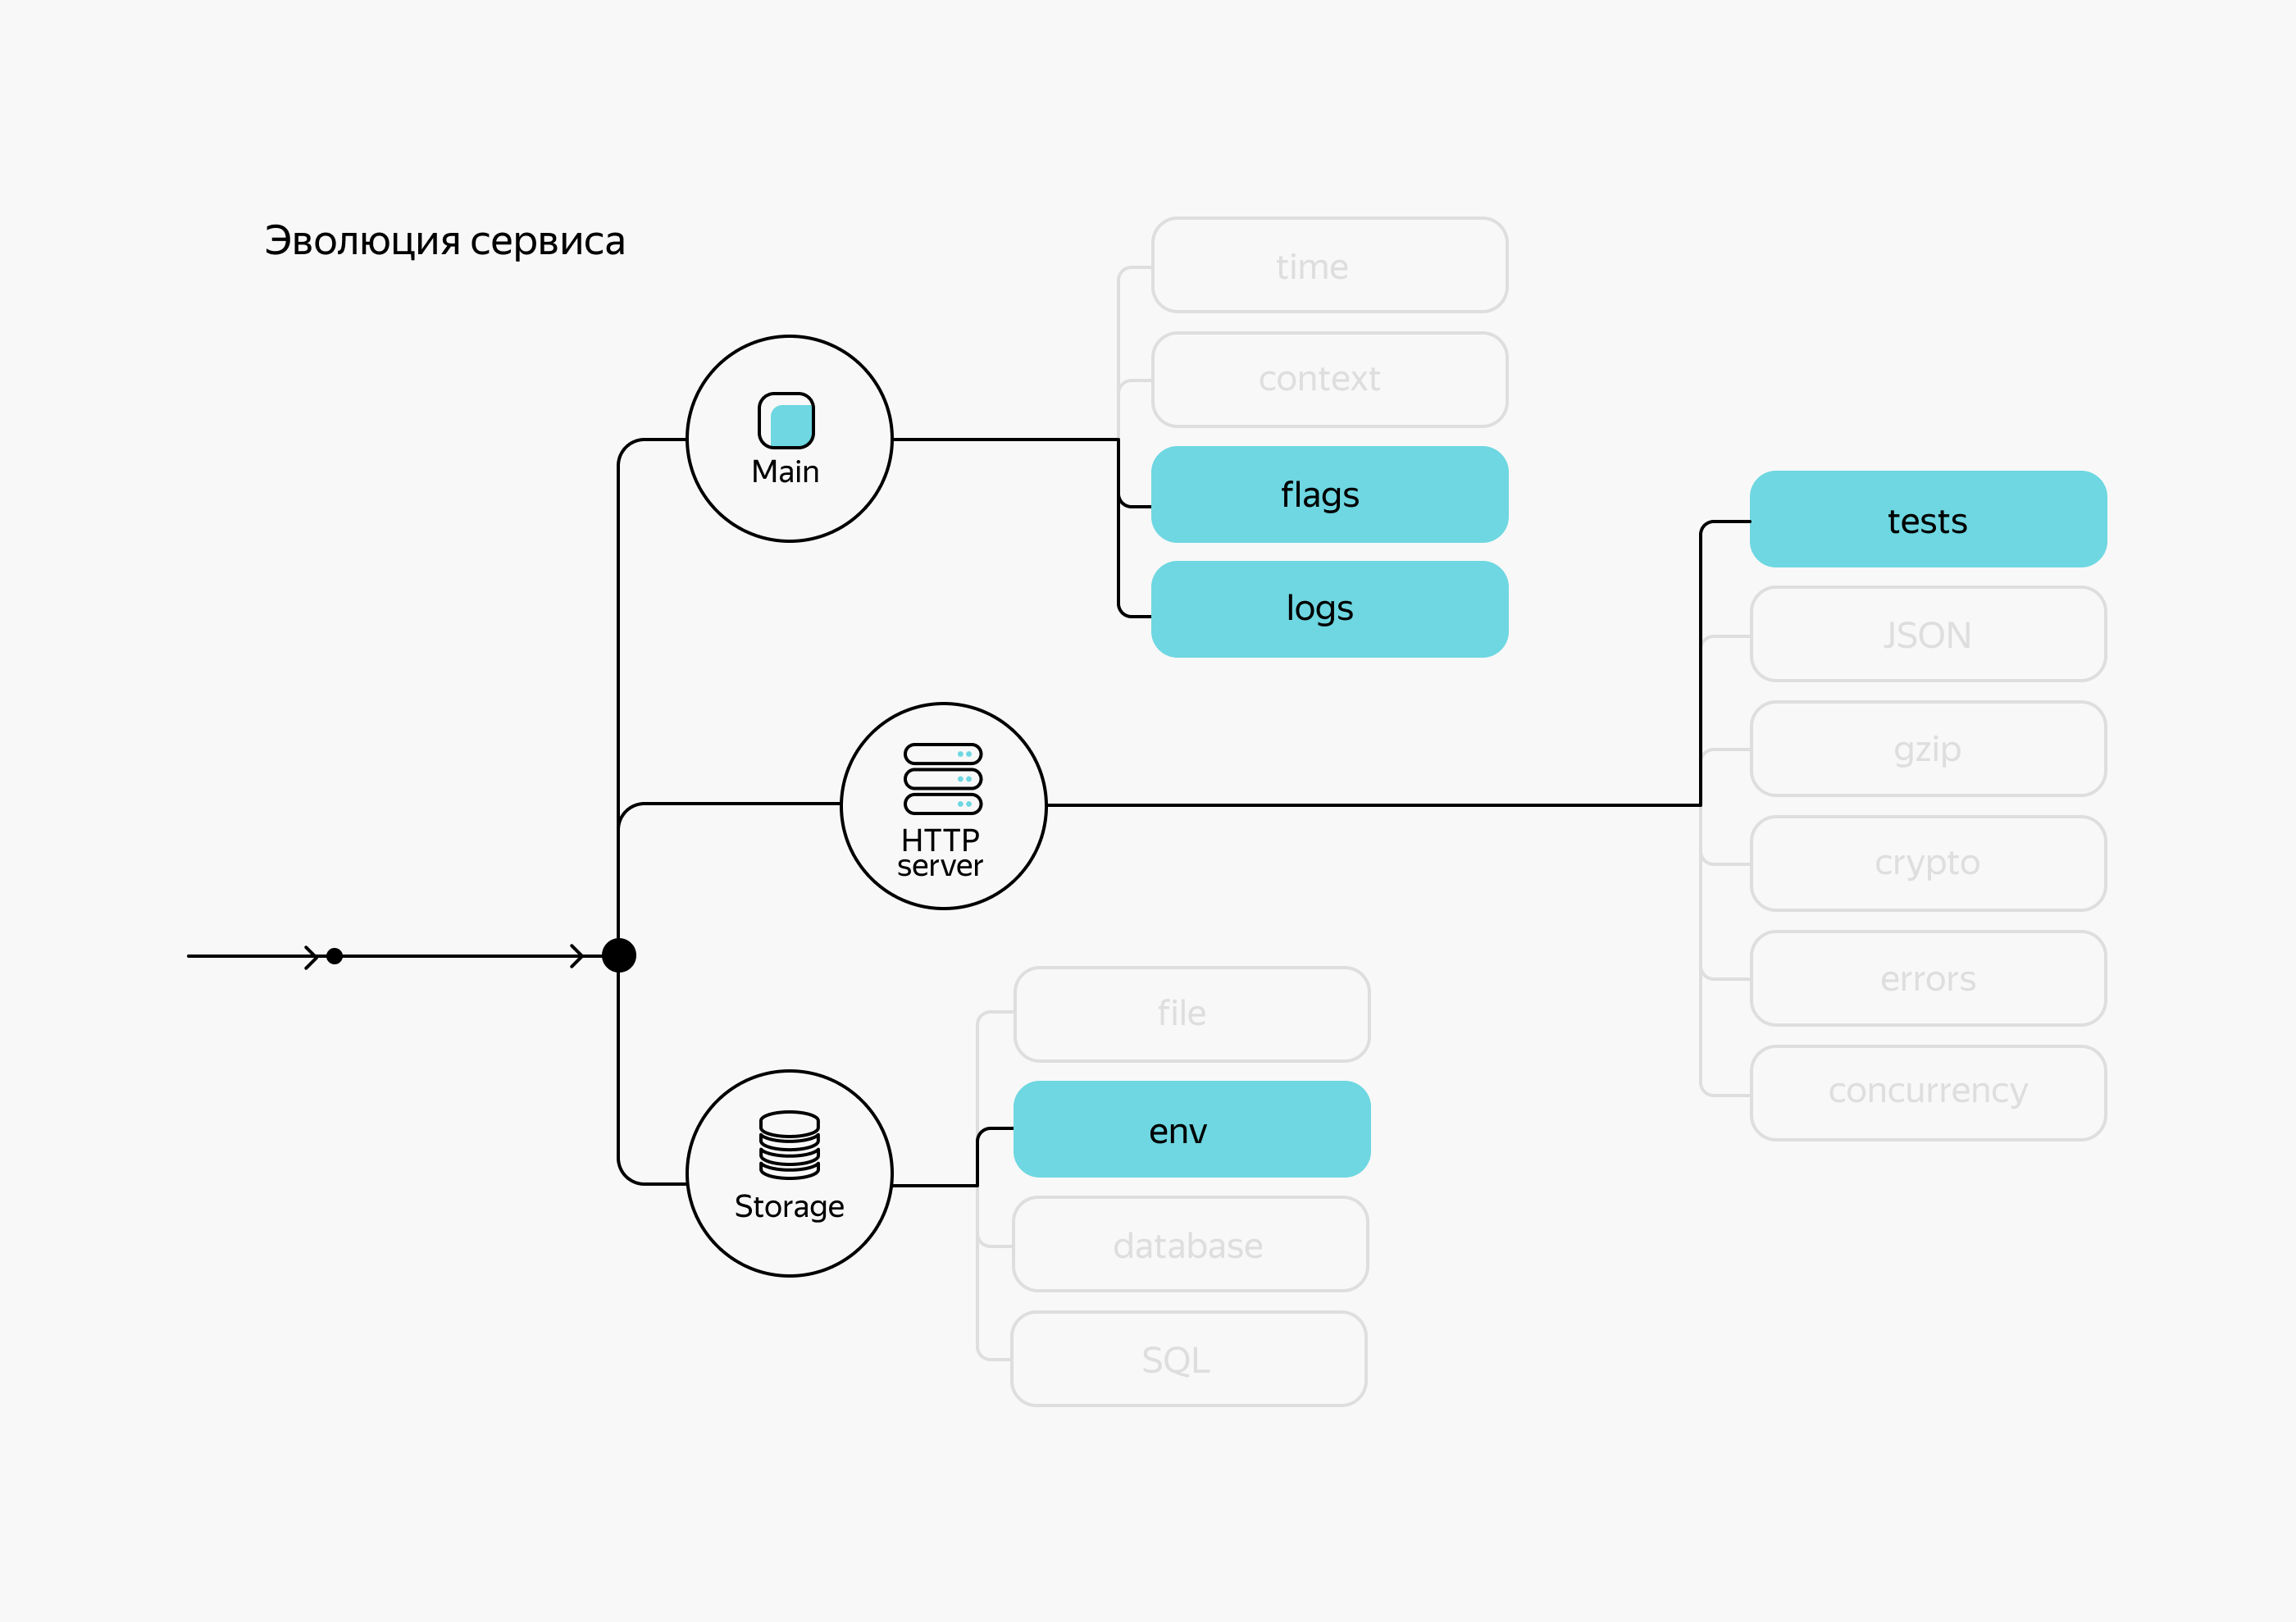 Эволюция сервиса
Main
time
context
flags
logs
HTTP
server
tests
JSON
gzip
crypto
errors
concurrency
Storage
file
env
database
SQL